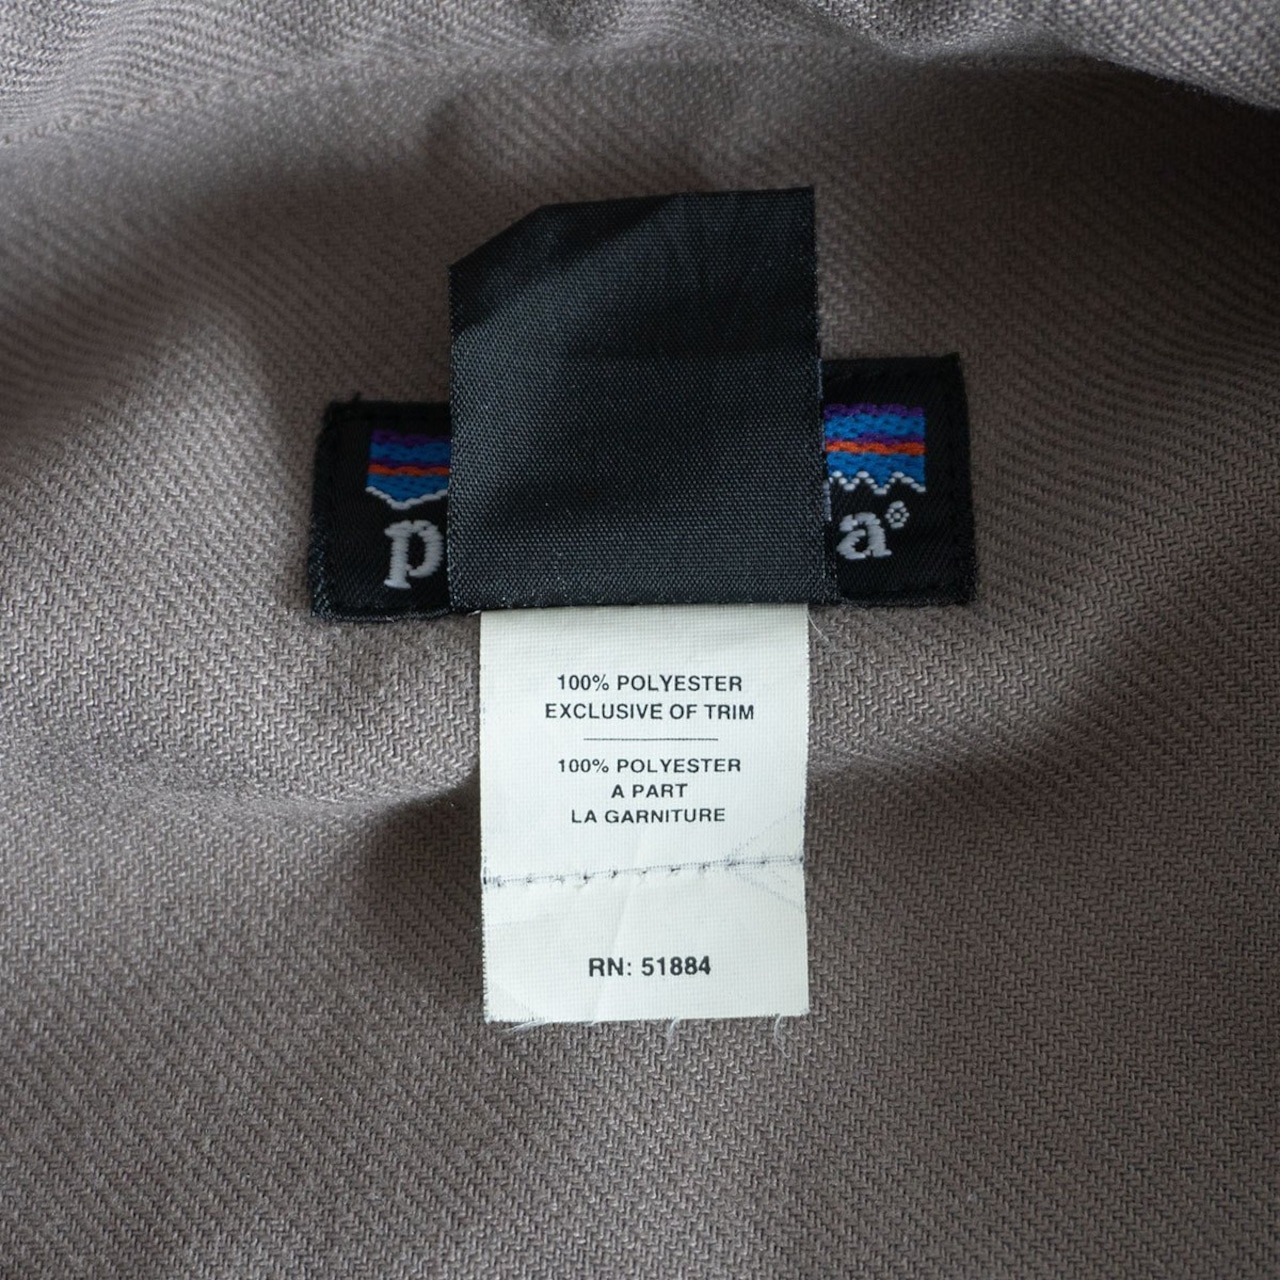 p a®
100% POLYESTER
EXCLUSIVE OF TRIM
100% POLYESTER
A PART
LA GARNITURE
RN: 51884